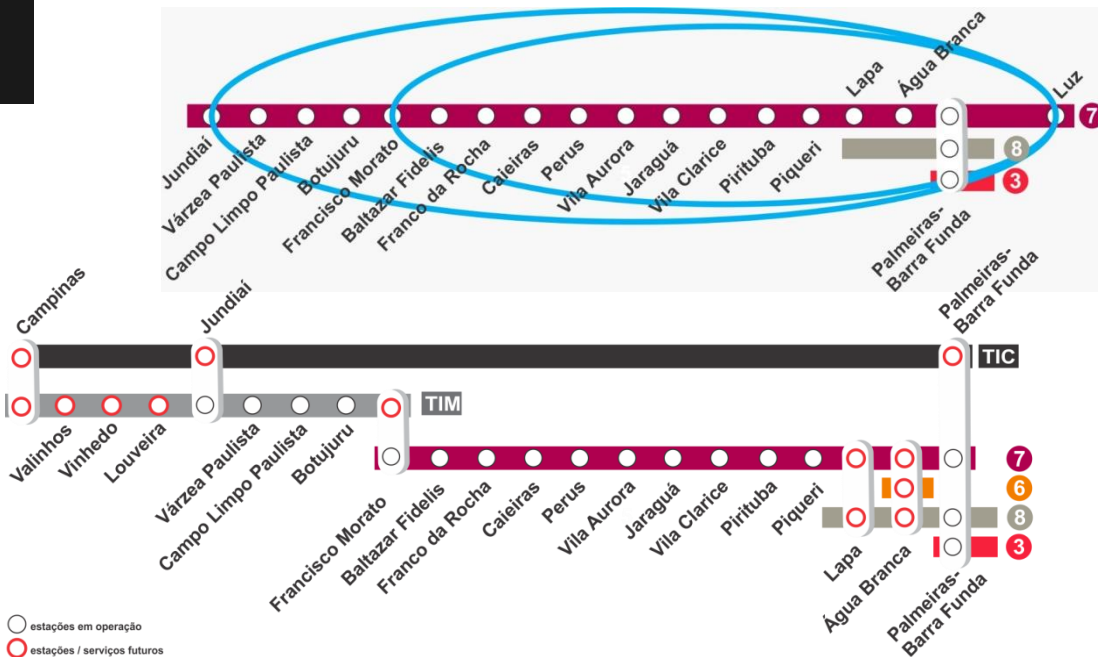 Lapa
Água Branca
Luz
7
8
3
Jundiaí
Várzea Paulista
Campo Limpo Paulista
Botujuru
Francisco Morato
Baltazar Fidelis
Franco da Rocha
Caieiras
Perus
Vila Aurora
Jaraguá
Vila Clarice
Pirituba
Piqueri
Palmeiras-
Barra Funda
Campinas
Jundiaí
Palmeiras-
Barra Funda
TIC
TIM
Valinhos
Vinhedo
Louveira
Várzea Paulista
Campo Limpo Paulista
Botujuru
7
6
8
3
Francisco Morato
Baltazar Fidelis
Franco da Rocha
Caieiras
Perus
Vila Aurora
Jaraguá
Vila Clarice
Pirituba
Piqueri
Lapa
Água Branca
Palmeiras-
Barra Funda
estações em operação
estações / serviços futuros